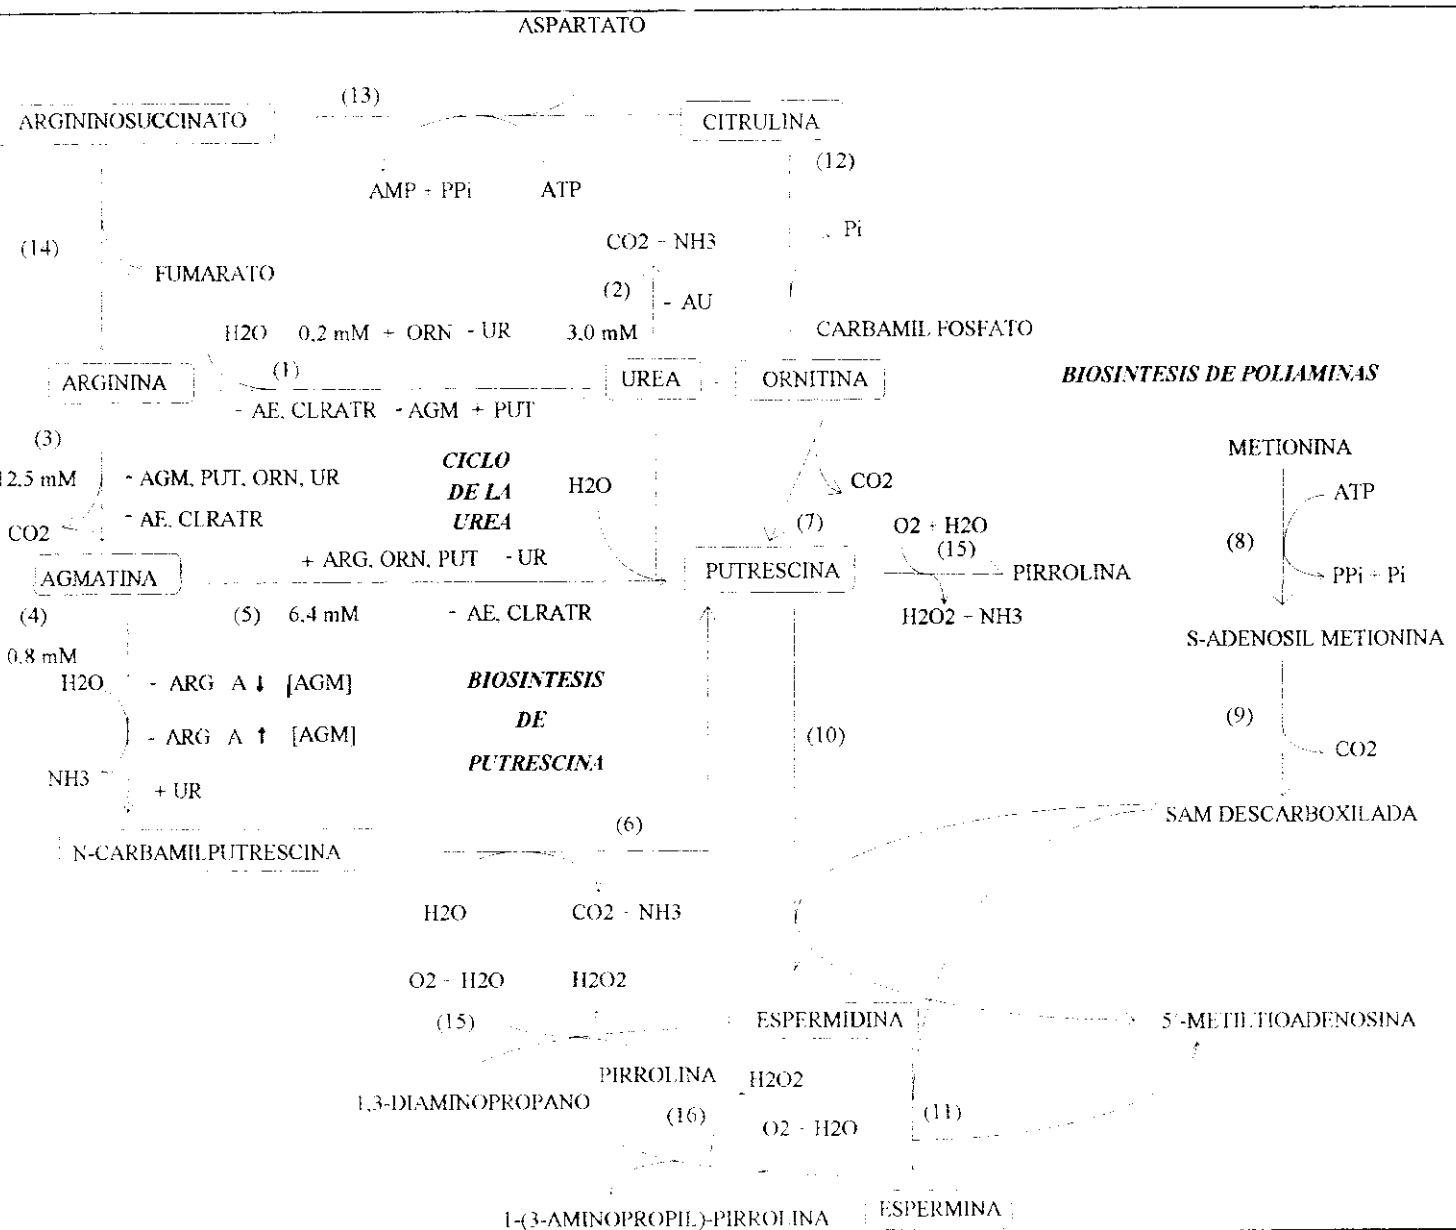 ASPARTATO
(13)
ARGININOSUCCINATO
CITRULINA
(12)
AMP + PPi
ATP
Pi
CO2 - NH3
(14)
FUMARATO
(2)
- AU
H2O
0,2 mM + ORN - UR
3,0 mM
CARBAMIL FOSFATO
ARGININA
(1)
UREA
ORNITINA
BIOSINTESIS DE POLIAMINAS
- AE, CLRATR - AGM + PUT
(3)
METIONINA
12,5 mM
- AGM, PUT, ORN, UR
CICLO
DE LA
UREA
H2O
CO2
ATP
CO2
- AE, CLRATR
(7)
O2 + H2O
(15)
(8)
+ ARG, ORN, PUT - UR
AGMATINA
PUTRESCINA
PIRROLINA
PPi + Pi
(4)
(5)
6,4 mM
- AE, CLRATR
H2O2 - NH3
S-ADENOSIL METIONINA
0,8 mM
H2O
- ARG A ↓ [AGM]
BIOSINTESIS
DE
PUTRESCINA
(9)
- ARG A ↑ [AGM]
(10)
CO2
NH3
+ UR
SAM DESCARBOXILADA
(6)
N-CARBAMILPUTRESCINA
H2O
CO2 - NH3
O2 - H2O
H2O2
(15)
ESPERMIDINA
5'-METILTIOADENOSINA
PIRROLINA
H2O2
1,3-DIAMINOPROPANO
(16)
O2 - H2O
(11)
1-(3-AMINOPROPIL)-PIRROLINA
ESPERMINA